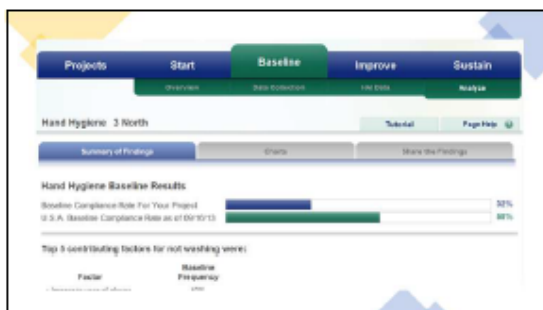 Projects Start Baseline Improve Sustain
Overview Data Collection Data Analyze
Hand Hygiene 3 North Tutorial Page Help
Summary of Findings Charts Share the Findings
Hand Hygiene Baseline Results
Baseline Compliance Rate For Your Project
U.S.A. Baseline Compliance Rate as of
Top 5 contributing factors for not washing were:
Baseline
Factor Frequency